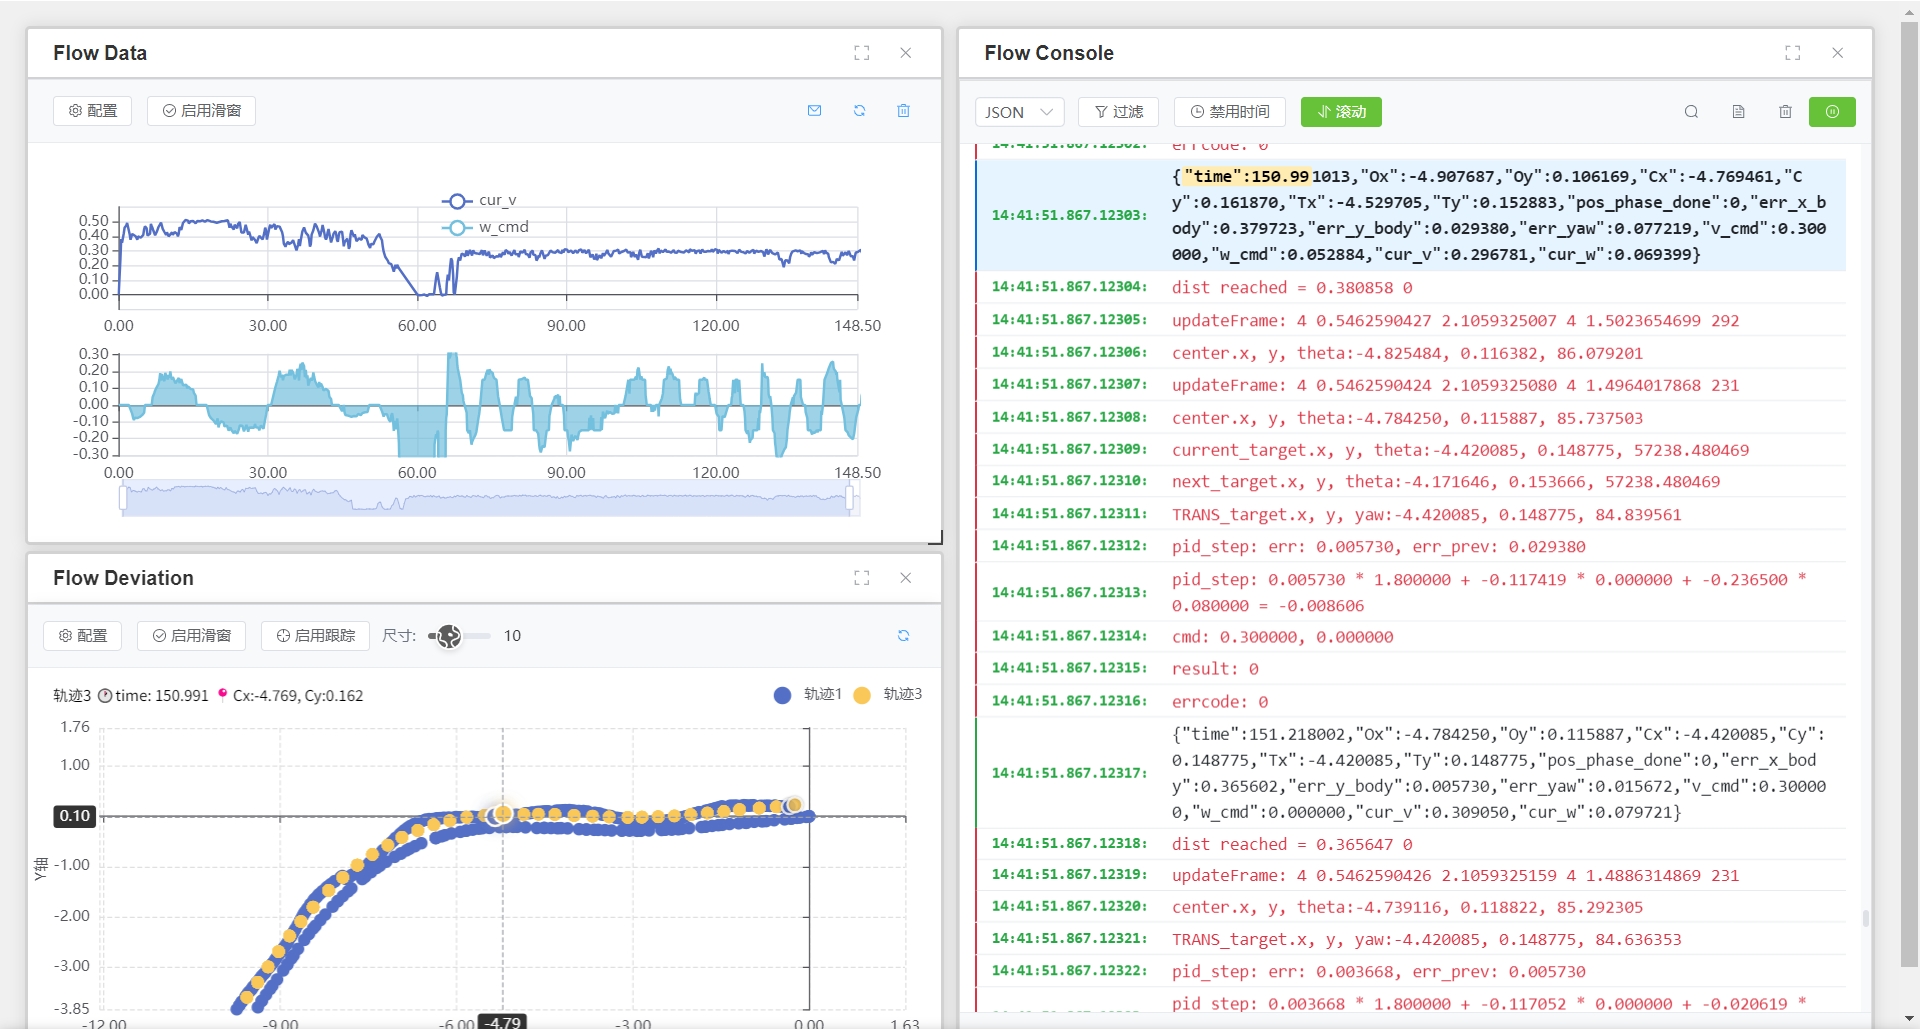 Flow Data
配置
启用滑窗
cur_v
w_cmd
0.50
0.40
0.30
0.20
0.10
0.00
0.00 30.00 60.00 90.00 120.00 148.50
0.30
0.20
0.10
0.00
-0.10
-0.20
-0.30
0.00 30.00 60.00 90.00 120.00 148.50
Flow Deviation
配置
启用滑窗
启用跟踪
尺寸:
10
轨迹3 time: 150.991 Cx:-4.769, Cy:0.162
轨迹1
轨迹3
1.76
1.00
0.10
-1.00
Y轴
-2.00
-3.00
-3.85
-12.00 -9.00 -6.00 -4.79 -3.00 0.00 1.63
Flow Console
JSON
过滤
禁用时间
滚动
14:41:51.867.12302: errcode: 0
{"time":150.991013,"Ox":-4.907687,"Oy":0.106169,"Cx":-4.769461,"C
y":0.161870,"Tx":-4.529705,"Ty":0.152883,"pos_phase_done":0,"err_x_b
14:41:51.867.12303:
ody":0.379723,"err_y_body":0.029380,"err_yaw":0.077219,"v_cmd":0.300
000,"w_cmd":0.052884,"cur_v":0.296781,"cur_w":0.069399}
14:41:51.867.12304: dist reached = 0.380858 0
14:41:51.867.12305: updateFrame: 4 0.5462590427 2.1059325007 4 1.5023654699 292
14:41:51.867.12306: center.x, y, theta:-4.825484, 0.116382, 86.079201
14:41:51.867.12307: updateFrame: 4 0.5462590424 2.1059325080 4 1.4964017868 231
14:41:51.867.12308: center.x, y, theta:-4.784250, 0.115887, 85.737503
14:41:51.867.12309: current_target.x, y, theta:-4.420085, 0.148775, 57238.480469
14:41:51.867.12310: next_target.x, y, theta:-4.171646, 0.153666, 57238.480469
14:41:51.867.12311: TRANS_target.x, y, yaw:-4.420085, 0.148775, 84.839561
14:41:51.867.12312: pid_step: err: 0.005730, err_prev: 0.029380
pid_step: 0.005730 * 1.800000 + -0.117419 * 0.000000 + -0.236500 *
14:41:51.867.12313:
0.080000 = -0.008606
14:41:51.867.12314: cmd: 0.300000, 0.000000
14:41:51.867.12315: result: 0
14:41:51.867.12316: errcode: 0
{"time":151.218002,"Ox":-4.784250,"Oy":0.115887,"Cx":-4.420085,"Cy":
0.148775,"Tx":-4.420085,"Ty":0.148775,"pos_phase_done":0,"err_x_bod
14:41:51.867.12317:
y":0.365602,"err_y_body":0.005730,"err_yaw":0.015672,"v_cmd":0.30000
0,"w_cmd":0.000000,"cur_v":0.309050,"cur_w":0.079721}
14:41:51.867.12318: dist reached = 0.365647 0
14:41:51.867.12319: updateFrame: 4 0.5462590426 2.1059325159 4 1.4886314869 231
14:41:51.867.12320: center.x, y, theta:-4.739116, 0.118822, 85.292305
14:41:51.867.12321: TRANS_target.x, y, yaw:-4.420085, 0.148775, 84.636353
14:41:51.867.12322: pid_step: err: 0.003668, err_prev: 0.005730
pid step: 0.003668 * 1.800000 + -0.117052 * 0.000000 + -0.020619 *